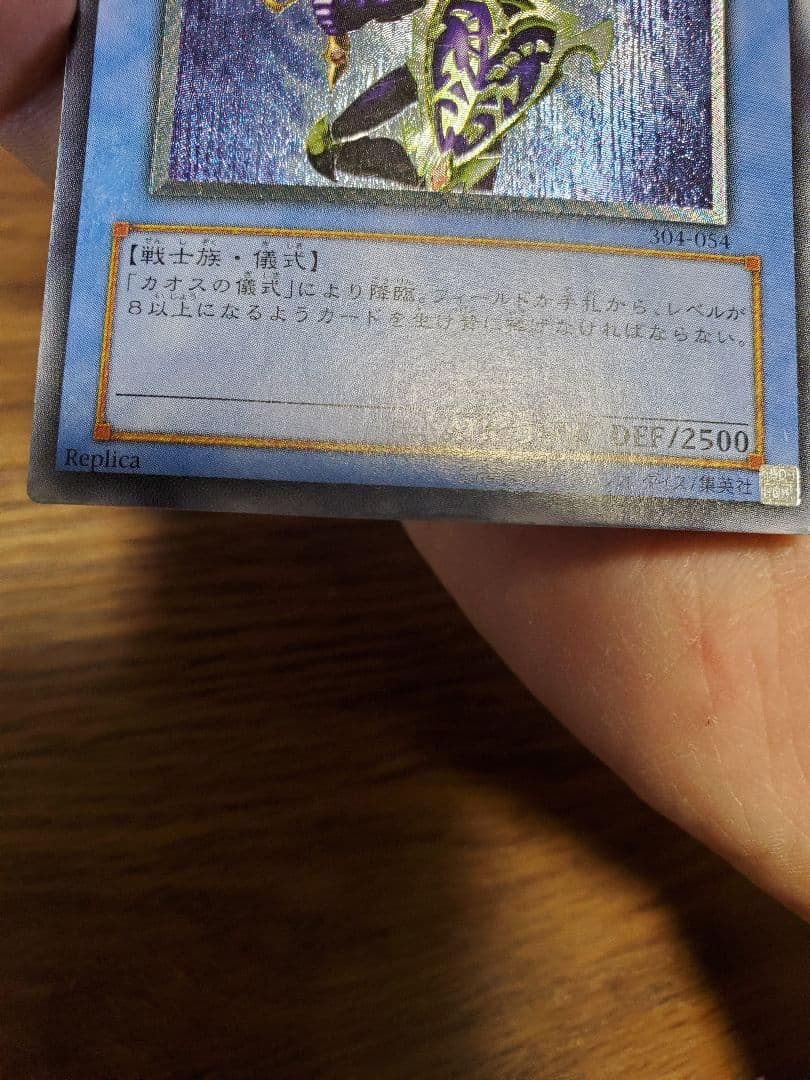 304-054
【戦士族・儀式】
「カオスの儀式」により降臨。フィールドか手札から、レベルが
8以上になるようカードを生け贄に捧げなければならない。
DEF/2500
Replica
ダイス/集英社